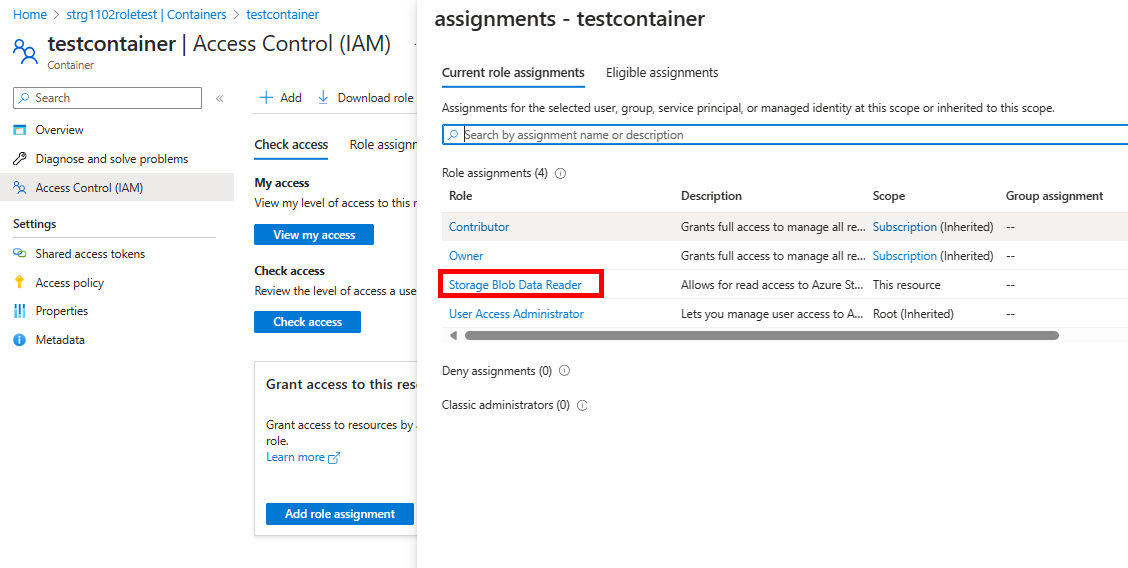 Home > strg1102roletest | Containers > testcontainer
testcontainer | Access Control (IAM)
Container
Search
«
Overview
Diagnose and solve problems
Access Control (IAM)
Settings
Shared access tokens
Access policy
Properties
Metadata
Add
Download role
Check access
Role assignm
My access
View my level of access to this r
View my access
Check access
Review the level of access a use
Check access
Grant access to this reso
Grant access to resources by a
role.
Learn more
Add role assignment
assignments - testcontainer
Current role assignments
Eligible assignments
Assignments for the selected user, group, service principal, or managed identity at this scope or inherited to this scope.
Search by assignment name or description
Role assignments (4)
Role Description Scope Group assignment
Contributor Grants full access to manage all re... Subscription (Inherited) --
Owner Grants full access to manage all re... Subscription (Inherited) --
Storage Blob Data Reader Allows for read access to Azure St... This resource --
User Access Administrator Lets you manage user access to A... Root (Inherited) --
Deny assignments (0)
Classic administrators (0)